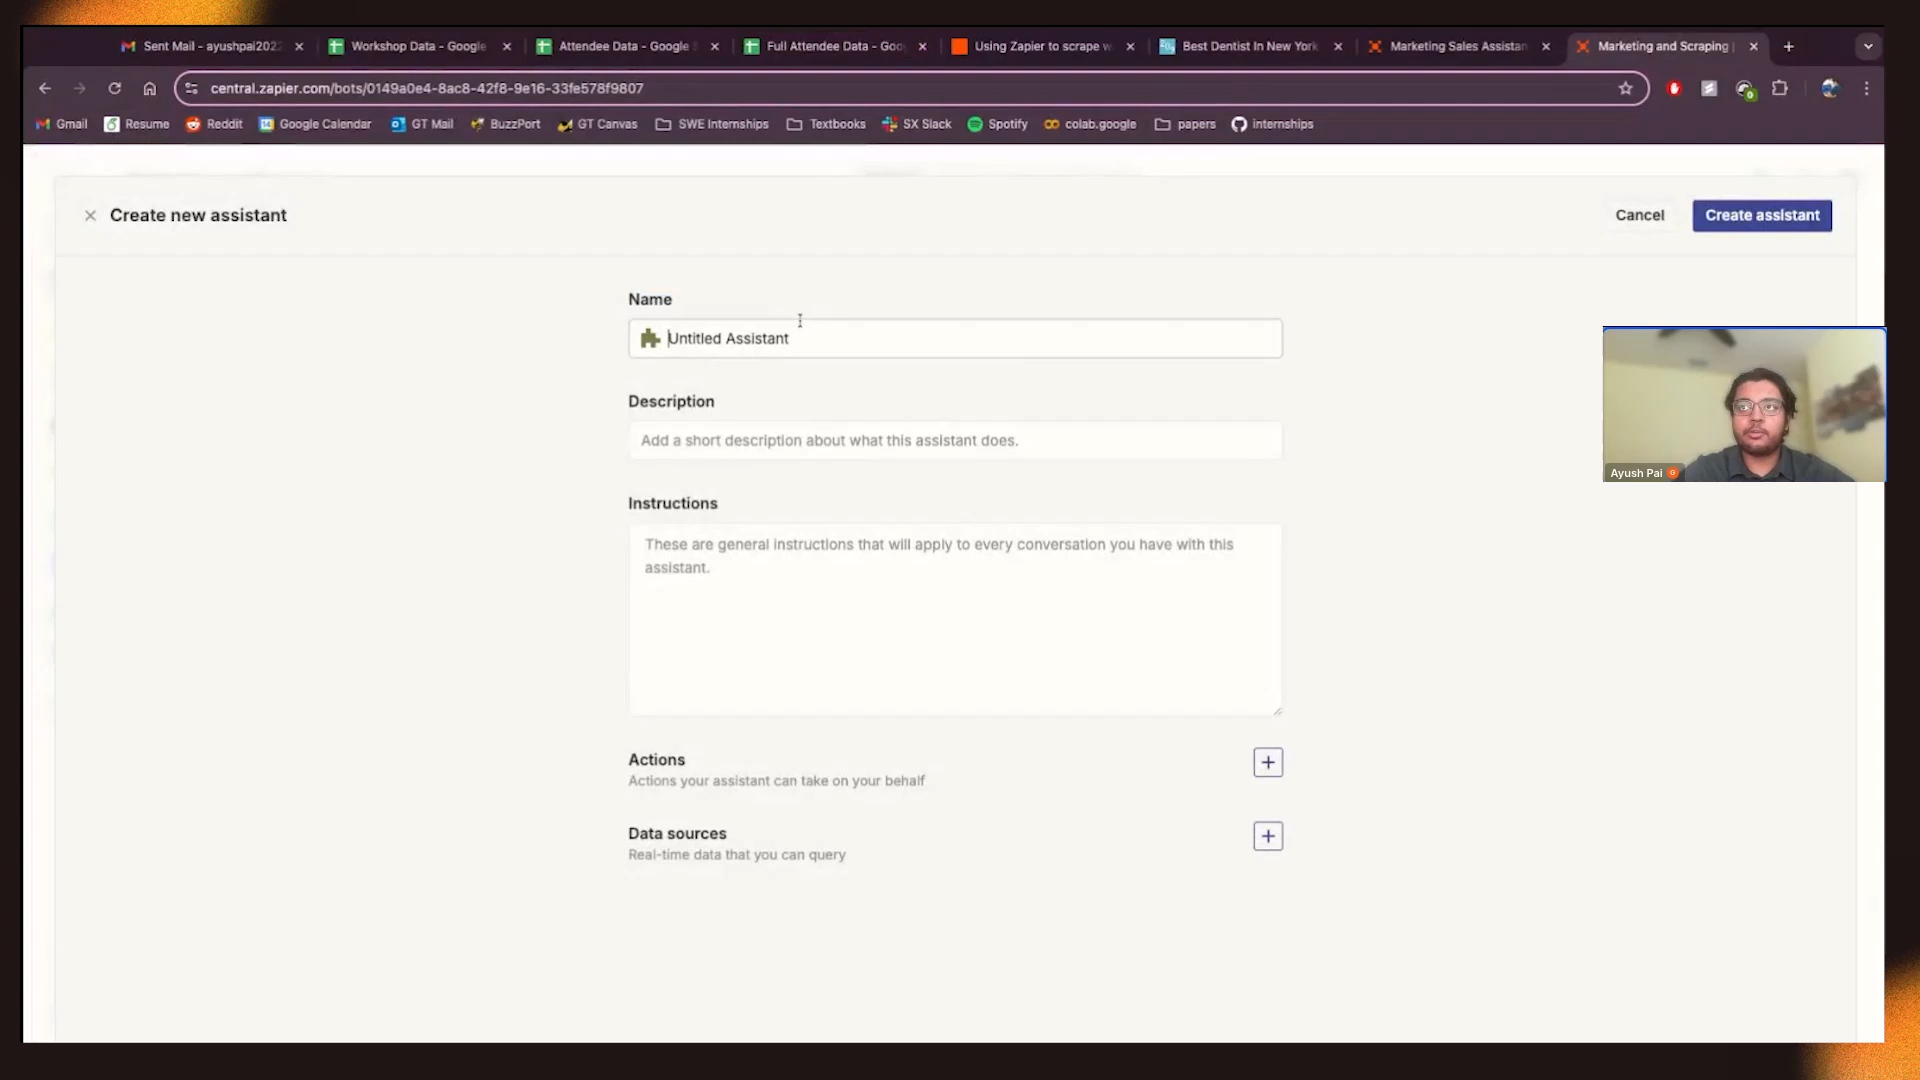 Sent Mail - ayushpai202
Workshop Data - Google
Attendee Data - Google
Full Attendee Data - Goo
Using Zapier to scrape w
Best Dentist In New York
Marketing Sales Assistan
Marketing and Scraping
central.zapier.com/bots/0149a0e4-8ac8-42f8-9e16-33fe578f9807
Gmail
Resume
Reddit
Google Calendar
GT Mail
BuzzPort
GT Canvas
SWE Internships
Textbooks
SX Slack
Spotify
colab.google
papers
internships
Create new assistant
Cancel
Create assistant
Name
Untitled Assistant
Description
Add a short description about what this assistant does.
Instructions
These are general instructions that will apply to every conversation you have with this
assistant.
Actions
Actions your assistant can take on your behalf
Data sources
Real-time data that you can query
Ayush Pai